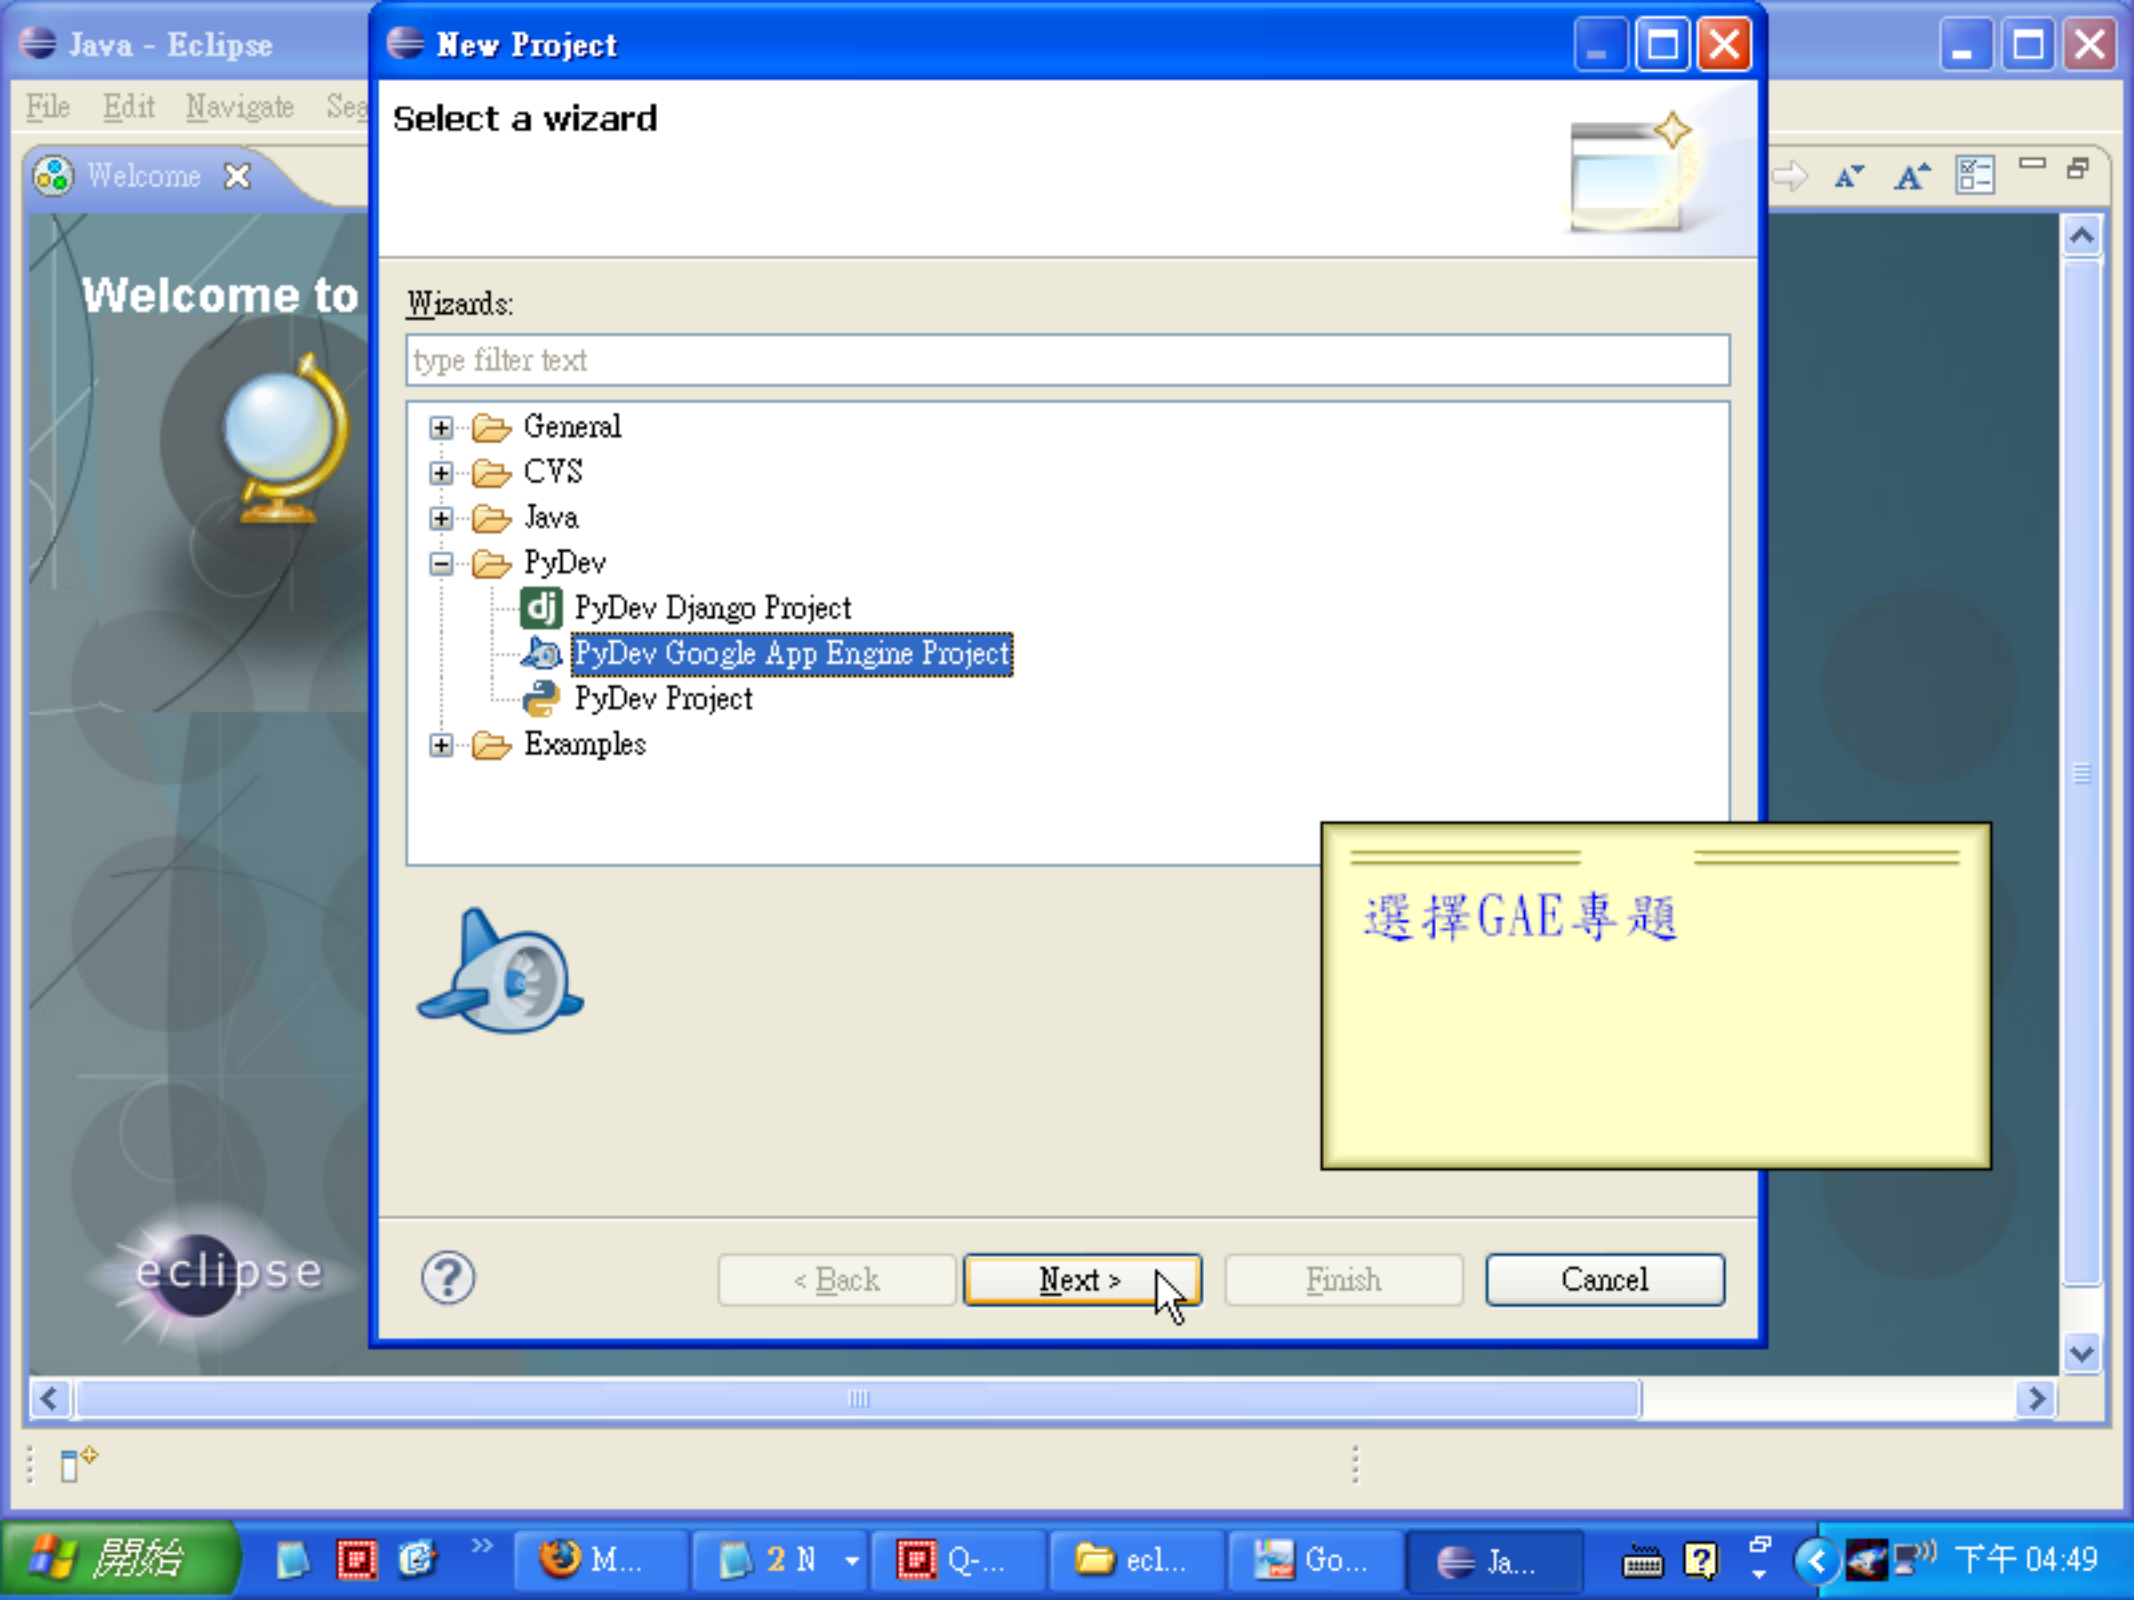 Java - Eclipse
New Project
File Edit Navigate Sea
Select a wizard
Welcome
Welcome to
Wizards:
type filter text
General
CVS
Java
PyDev
dj PyDev Django Project
PyDev Google App Engine Project
PyDev Project
Examples
選擇GAE專題
eclipse
? < Back Next > Finish Cancel
開始 M... 2 N Q-... ecl... Go... Ja... 下午 04:49